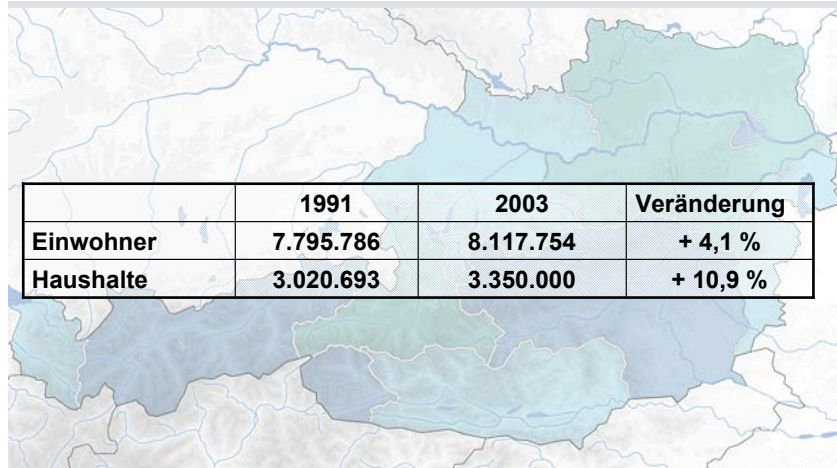 1991 2003 Veränderung
Einwohner 7.795.786 8.117.754 + 4,1 %
Haushalte 3.020.693 3.350.000 + 10,9 %